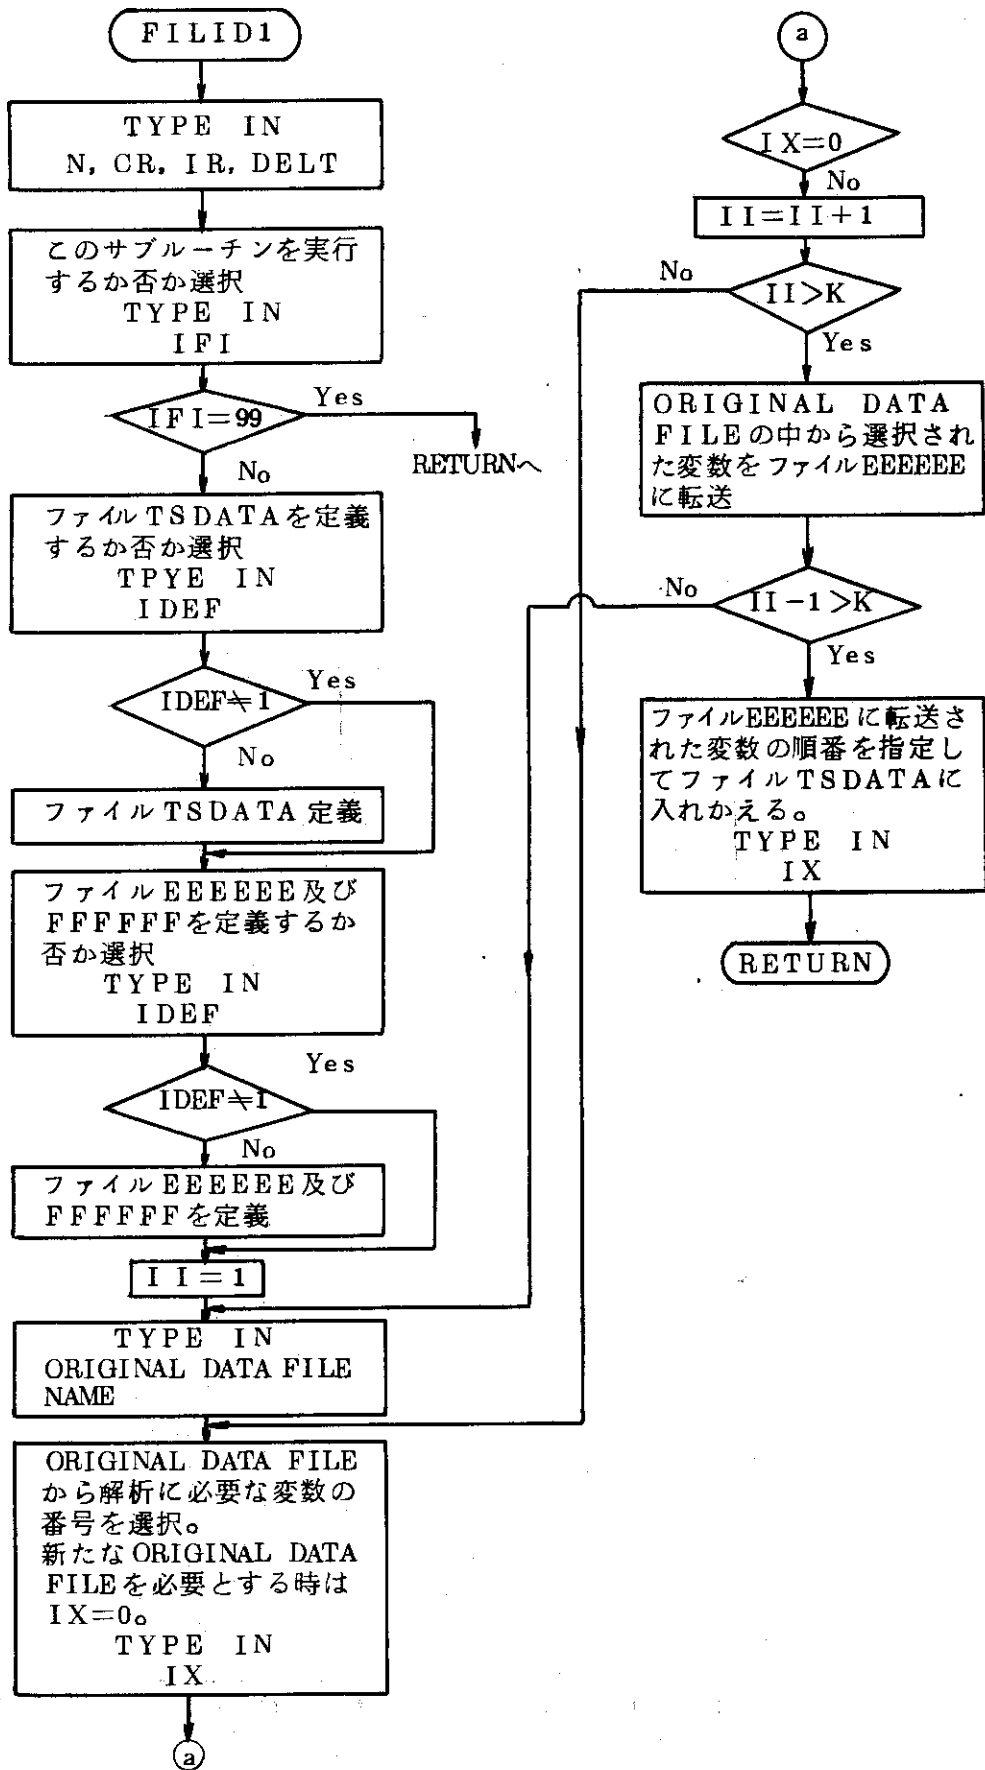 FILID1
TYPE IN
N, CR, IR, DELT
このサブルーチンを実行
するか否か選択
TYPE IN
IFI
IFI=99
Yes
RETURNへ
No
ファイルTSDATAを定義
するか否か選択
TPYE IN
IDEF
IDEF≠1
Yes
No
ファイルTSDATA定義
ファイルEEEEEE及び
FFFFFFを定義するか
否か選択
TYPE IN
IDEF
Yes
IDEF≠1
No
ファイルEEEEEE及び
FFFFFFを定義
II=1
TYPE IN
ORIGINAL DATA FILE
NAME
ORIGINAL DATA FILE
から解析に必要な変数の
番号を選択。
新たなORIGINAL DATA
FILEを必要とする時は
IX=0。
TYPE IN
IX
a
a
IX=0
No
II=II+1
No
II>K
Yes
ORIGINAL DATA
FILEの中から選択され
た変数をファイルEEEEEE
に転送
No
II-1>K
Yes
ファイルEEEEEEに転送さ
れた変数の順番を指定し
てファイルTSDATAに
入れかえる。
TYPE IN
IX
RETURN